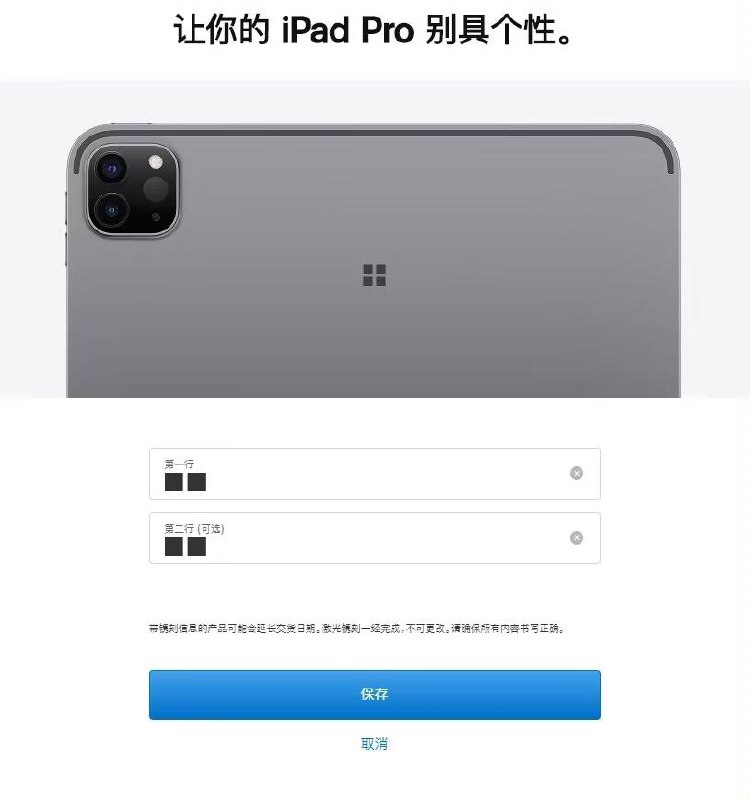 让你的 iPad Pro 别具个性。
第一行
■ ■
第二行 (可选)
■ ■
带镌刻信息的产品可能会延长交货日期。激光镌刻一经完成，不可更改。请确保所有内容书写正确。
保存
取消